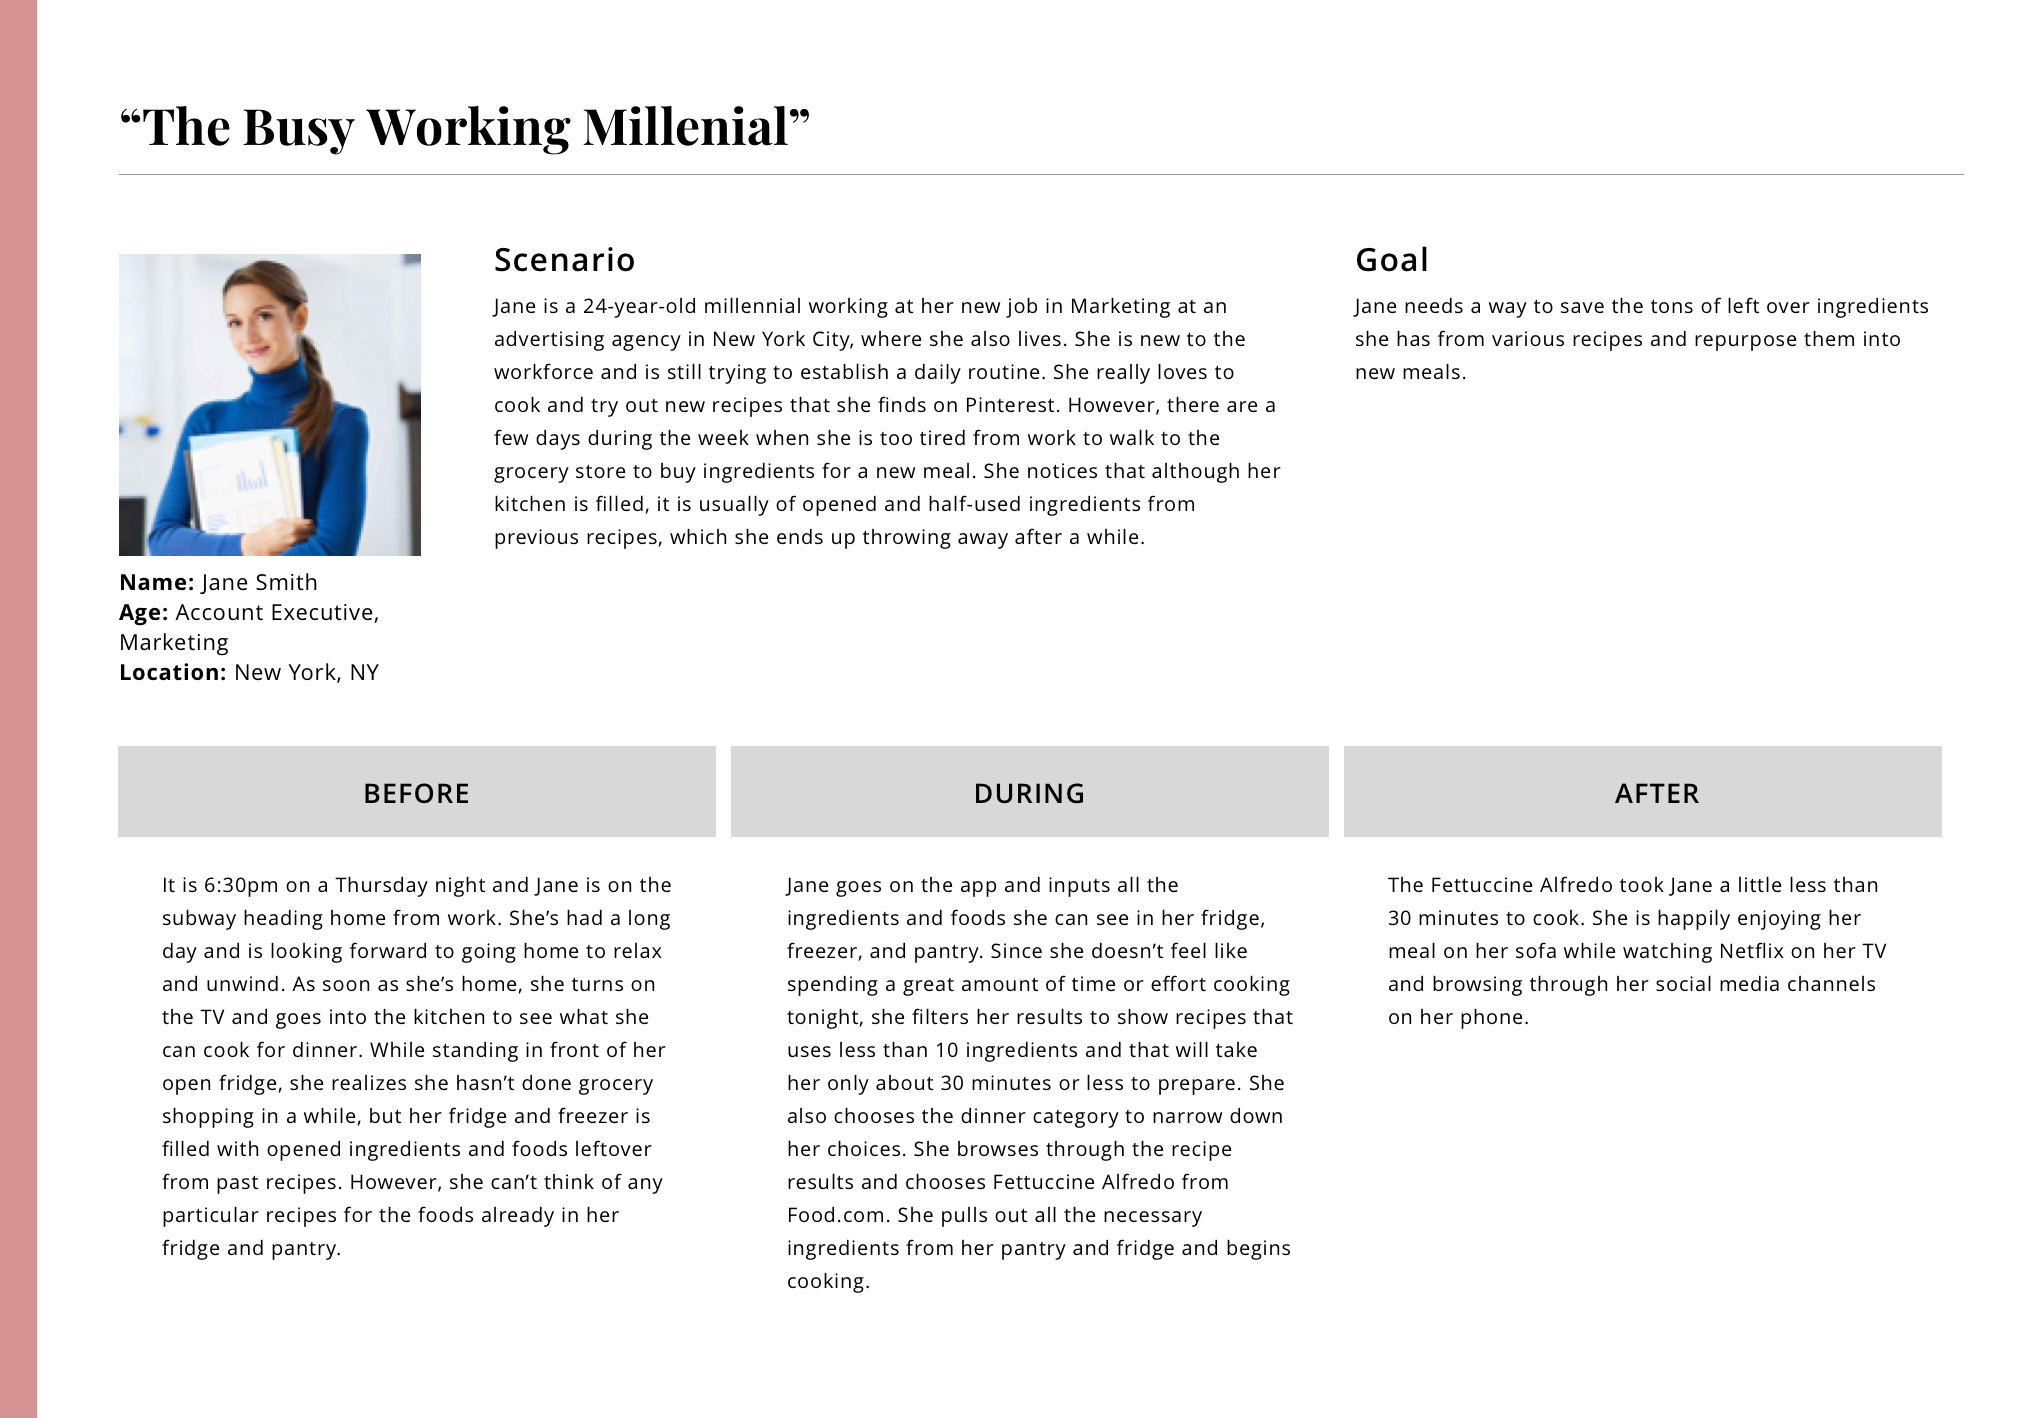 “The Busy Working Millenial”
Scenario
Jane is a 24-year-old millennial working at her new job in Marketing at an
advertising agency in New York City, where she also lives. She is new to the
workforce and is still trying to establish a daily routine. She really loves to
cook and try out new recipes that she finds on Pinterest. However, there are a
few days during the week when she is too tired from work to walk to the
grocery store to buy ingredients for a new meal. She notices that although her
kitchen is filled, it is usually of opened and half-used ingredients from
previous recipes, which she ends up throwing away after a while.
Goal
Jane needs a way to save the tons of left over ingredients
she has from various recipes and repurpose them into
new meals.
Name: Jane Smith
Age: Account Executive,
Marketing
Location: New York, NY
BEFORE
It is 6:30pm on a Thursday night and Jane is on the
subway heading home from work. She’s had a long
day and is looking forward to going home to relax
and unwind. As soon as she’s home, she turns on
the TV and goes into the kitchen to see what she
can cook for dinner. While standing in front of her
open fridge, she realizes she hasn’t done grocery
shopping in a while, but her fridge and freezer is
filled with opened ingredients and foods leftover
from past recipes. However, she can’t think of any
particular recipes for the foods already in her
fridge and pantry.
DURING
Jane goes on the app and inputs all the
ingredients and foods she can see in her fridge,
freezer, and pantry. Since she doesn’t feel like
spending a great amount of time or effort cooking
tonight, she filters her results to show recipes that
uses less than 10 ingredients and that will take
her only about 30 minutes or less to prepare. She
also chooses the dinner category to narrow down
her choices. She browses through the recipe
results and chooses Fettuccine Alfredo from
Food.com. She pulls out all the necessary
ingredients from her pantry and fridge and begins
cooking.
AFTER
The Fettuccine Alfredo took Jane a little less than
30 minutes to cook. She is happily enjoying her
meal on her sofa while watching Netflix on her TV
and browsing through her social media channels
on her phone.